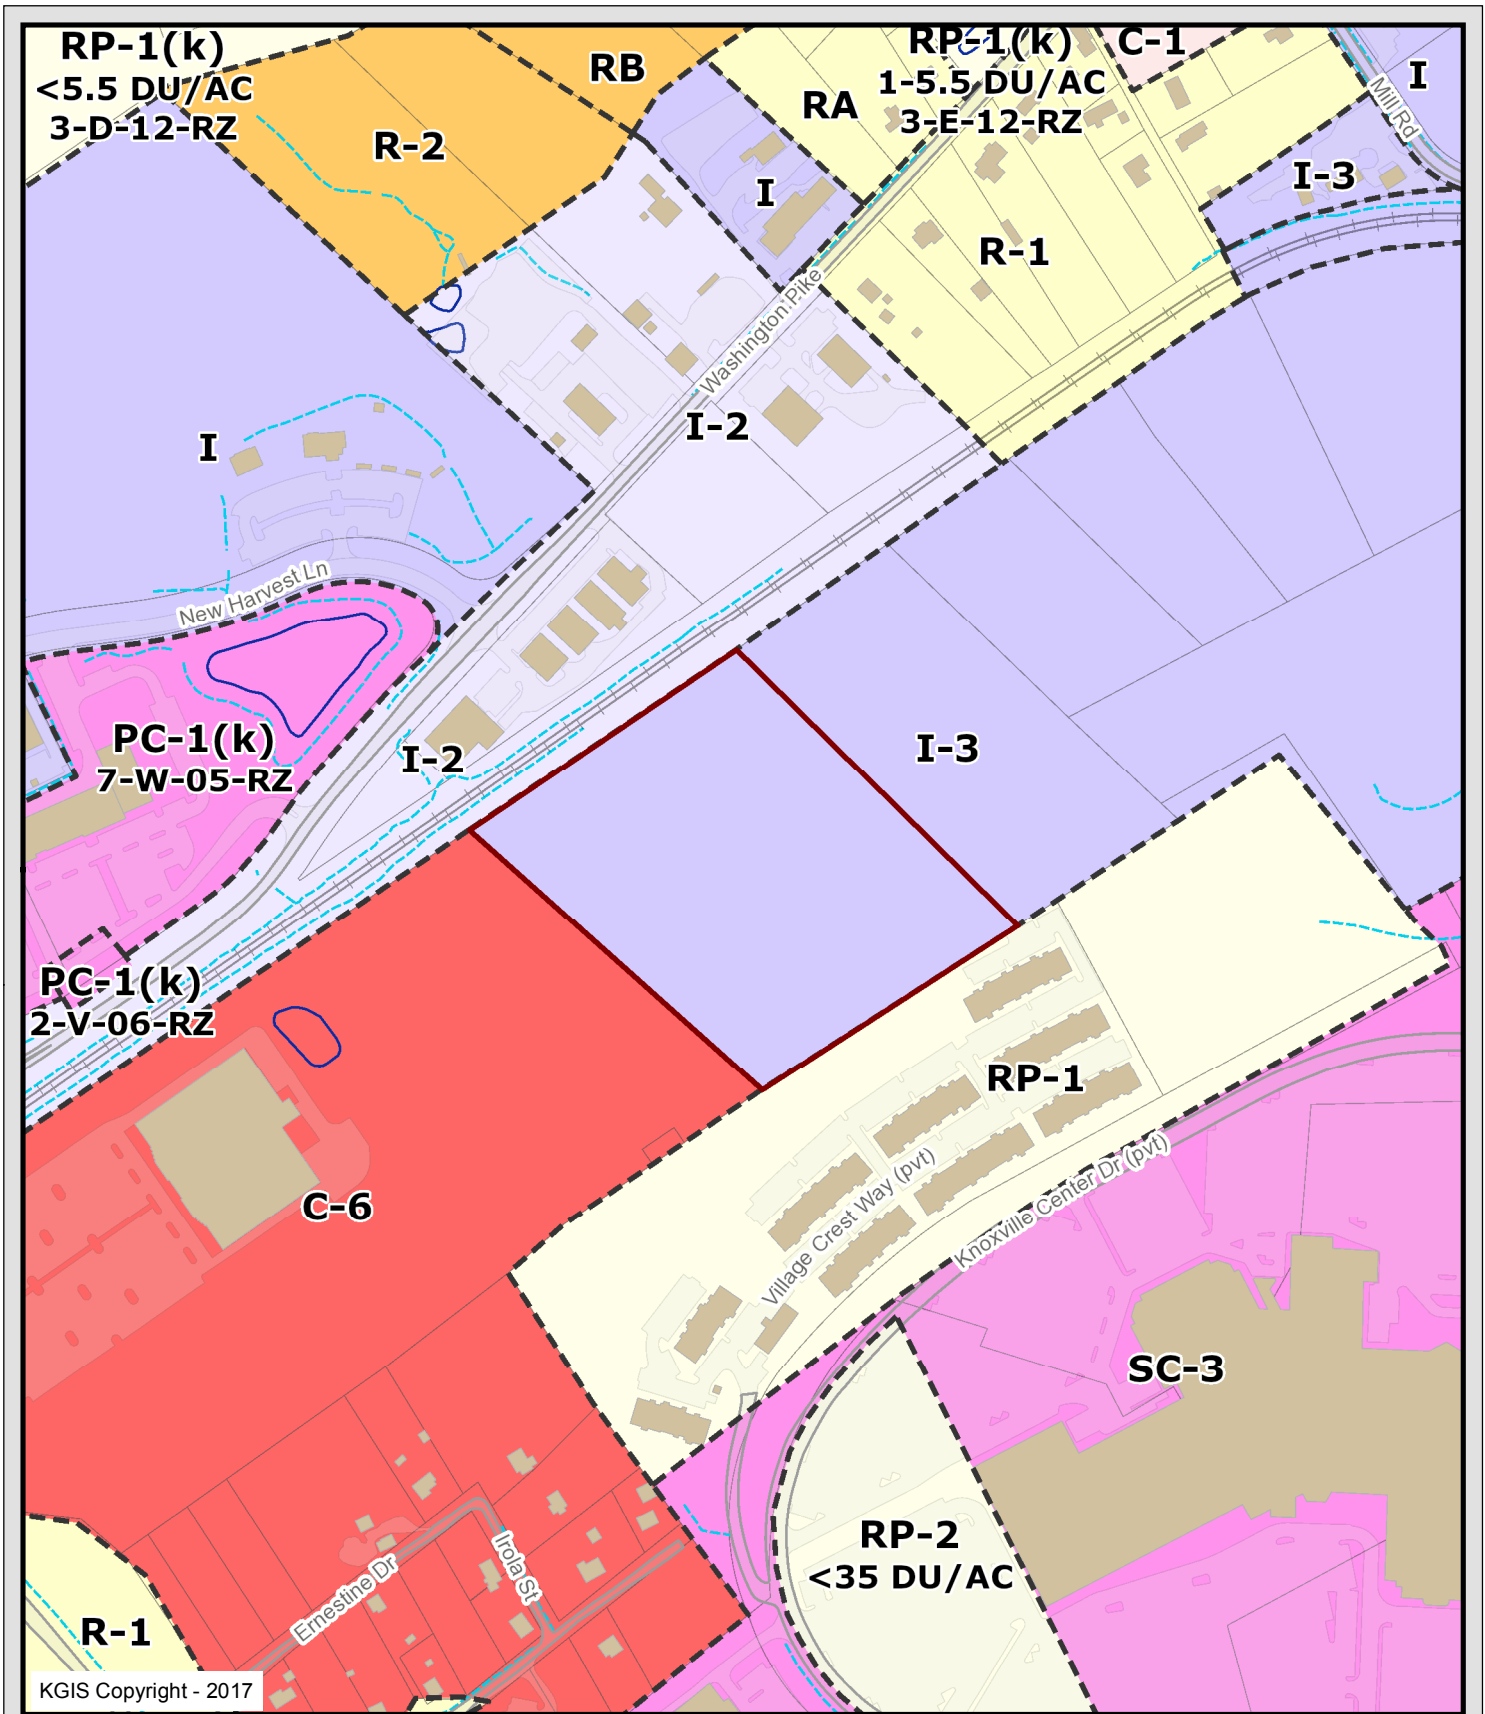 RP-1(k)
<5.5 DU/AC
3-D-12-RZ
R-2
RB
RA
RP-1(k)
1-5.5 DU/AC
3-E-12-RZ
C-1
I
Mill Rd
I-3
I
R-1
Washington Pike
I-2
I
New Harvest Ln
PC-1(k)
7-W-05-RZ
I-2
I-3
PC-1(k)
2-V-06-RZ
RP-1
C-6
Village Crest Way (pvt)
Knoxville Center Dr (pvt)
SC-3
RP-2
<35 DU/AC
Irola St
Ernestine Dr
R-1
KGIS Copyright - 2017